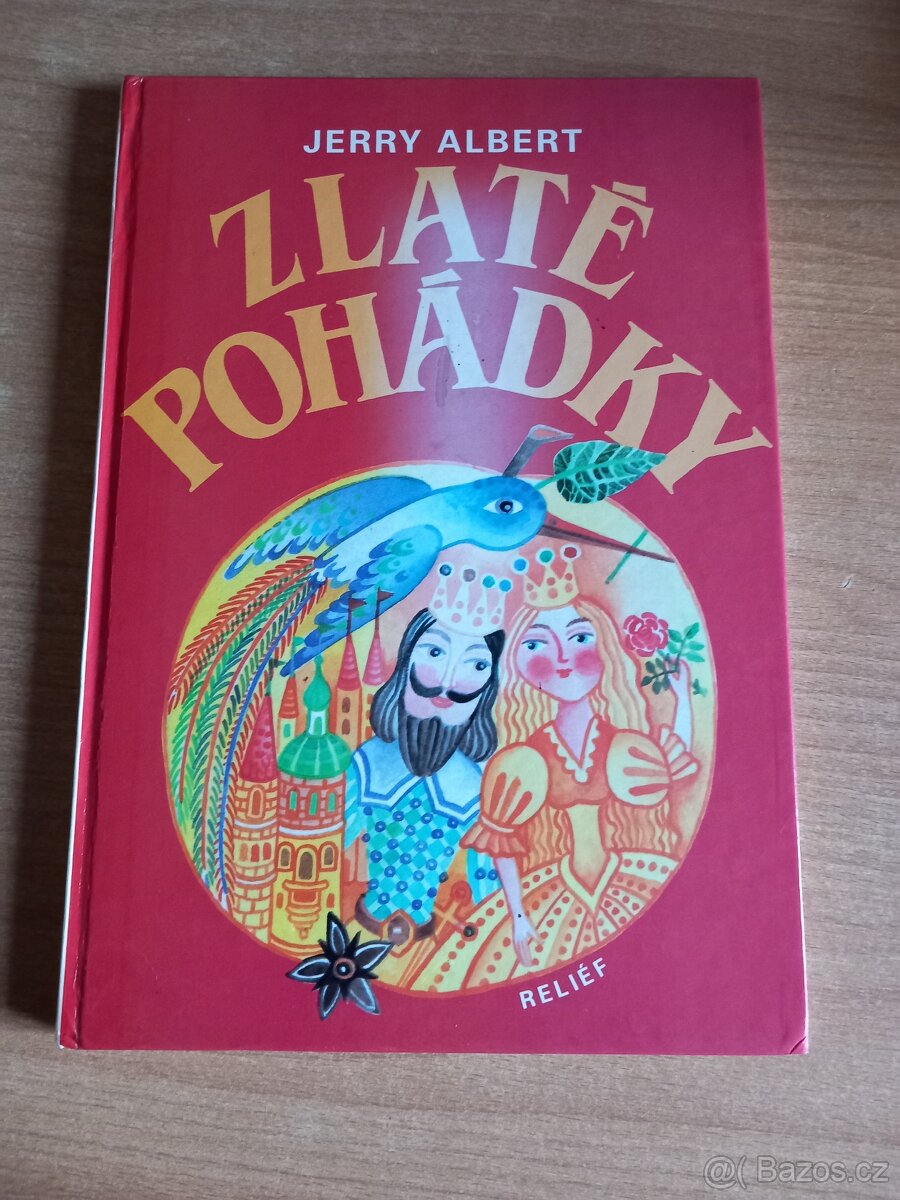 JERRY ALBERT
ZLATÉ
POHÁDKY
RELIÉF
@( Bazos.cz